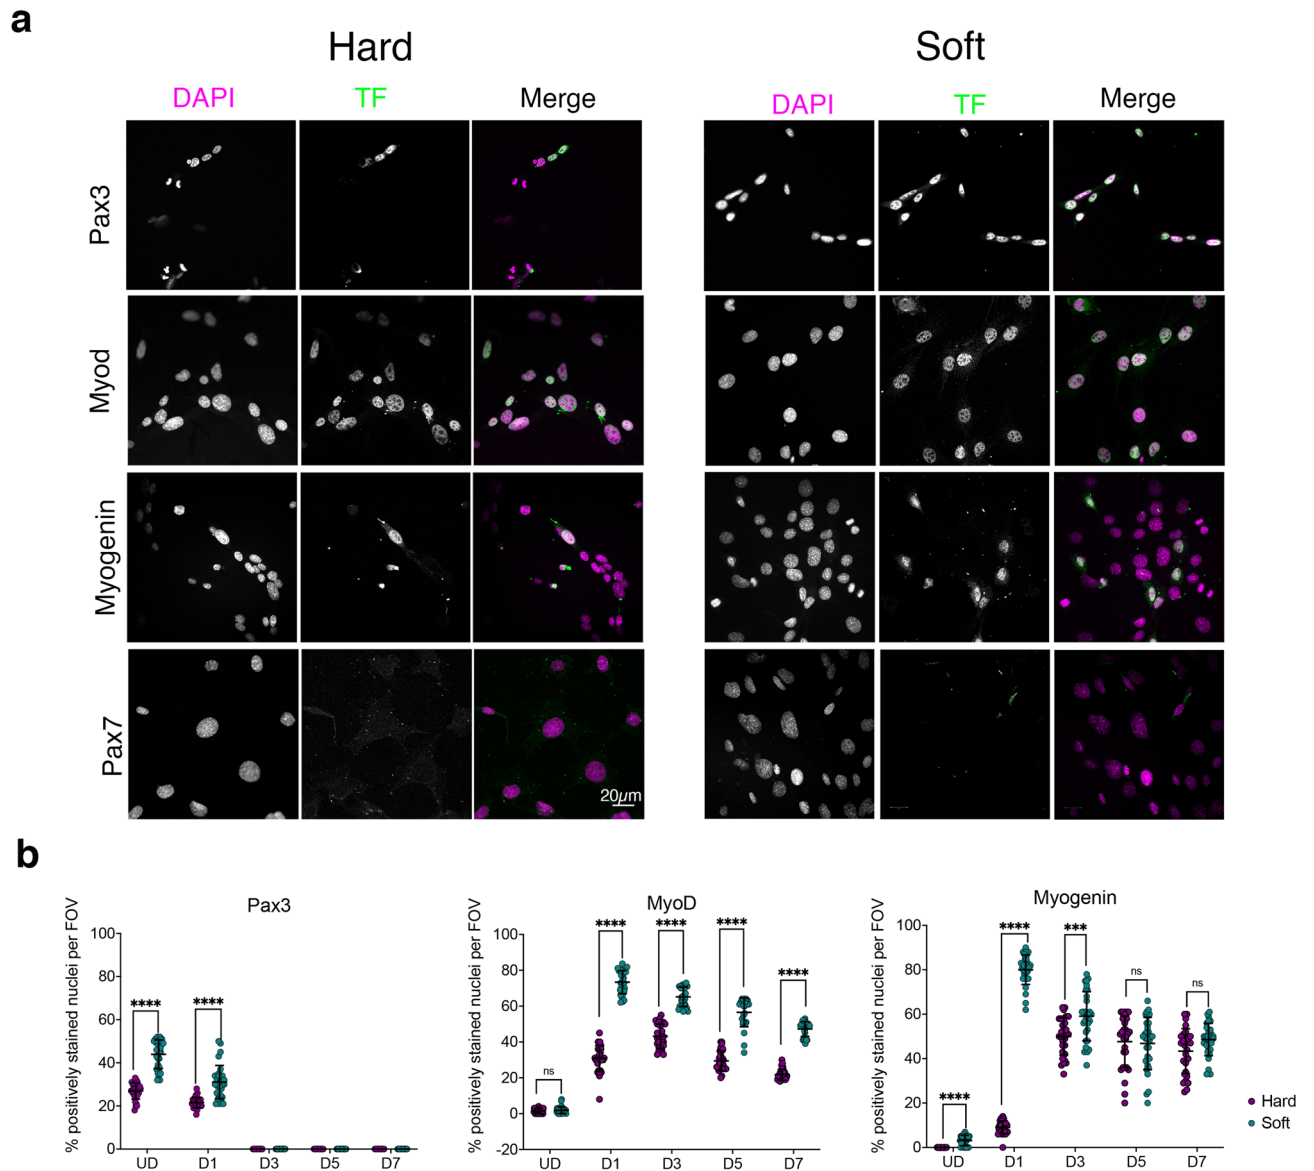 a
Hard
Soft
DAPI
TF
Merge
DAPI
TF
Merge
Pax3
Myod
Myogenin
Pax7
20µm
b
Pax3
% positively stained nuclei per FOV
100
80
60
40
20
0
****
****
UD
D1
D3
D5
D7
MyoD
% positively stained nuclei per FOV
100
80
60
40
20
0
-20
ns
****
****
****
****
UD
D1
D3
D5
D7
Myogenin
% positively stained nuclei per FOV
100
80
60
40
20
0
****
****
***
ns
ns
UD
D1
D3
D5
D7
Hard
Soft